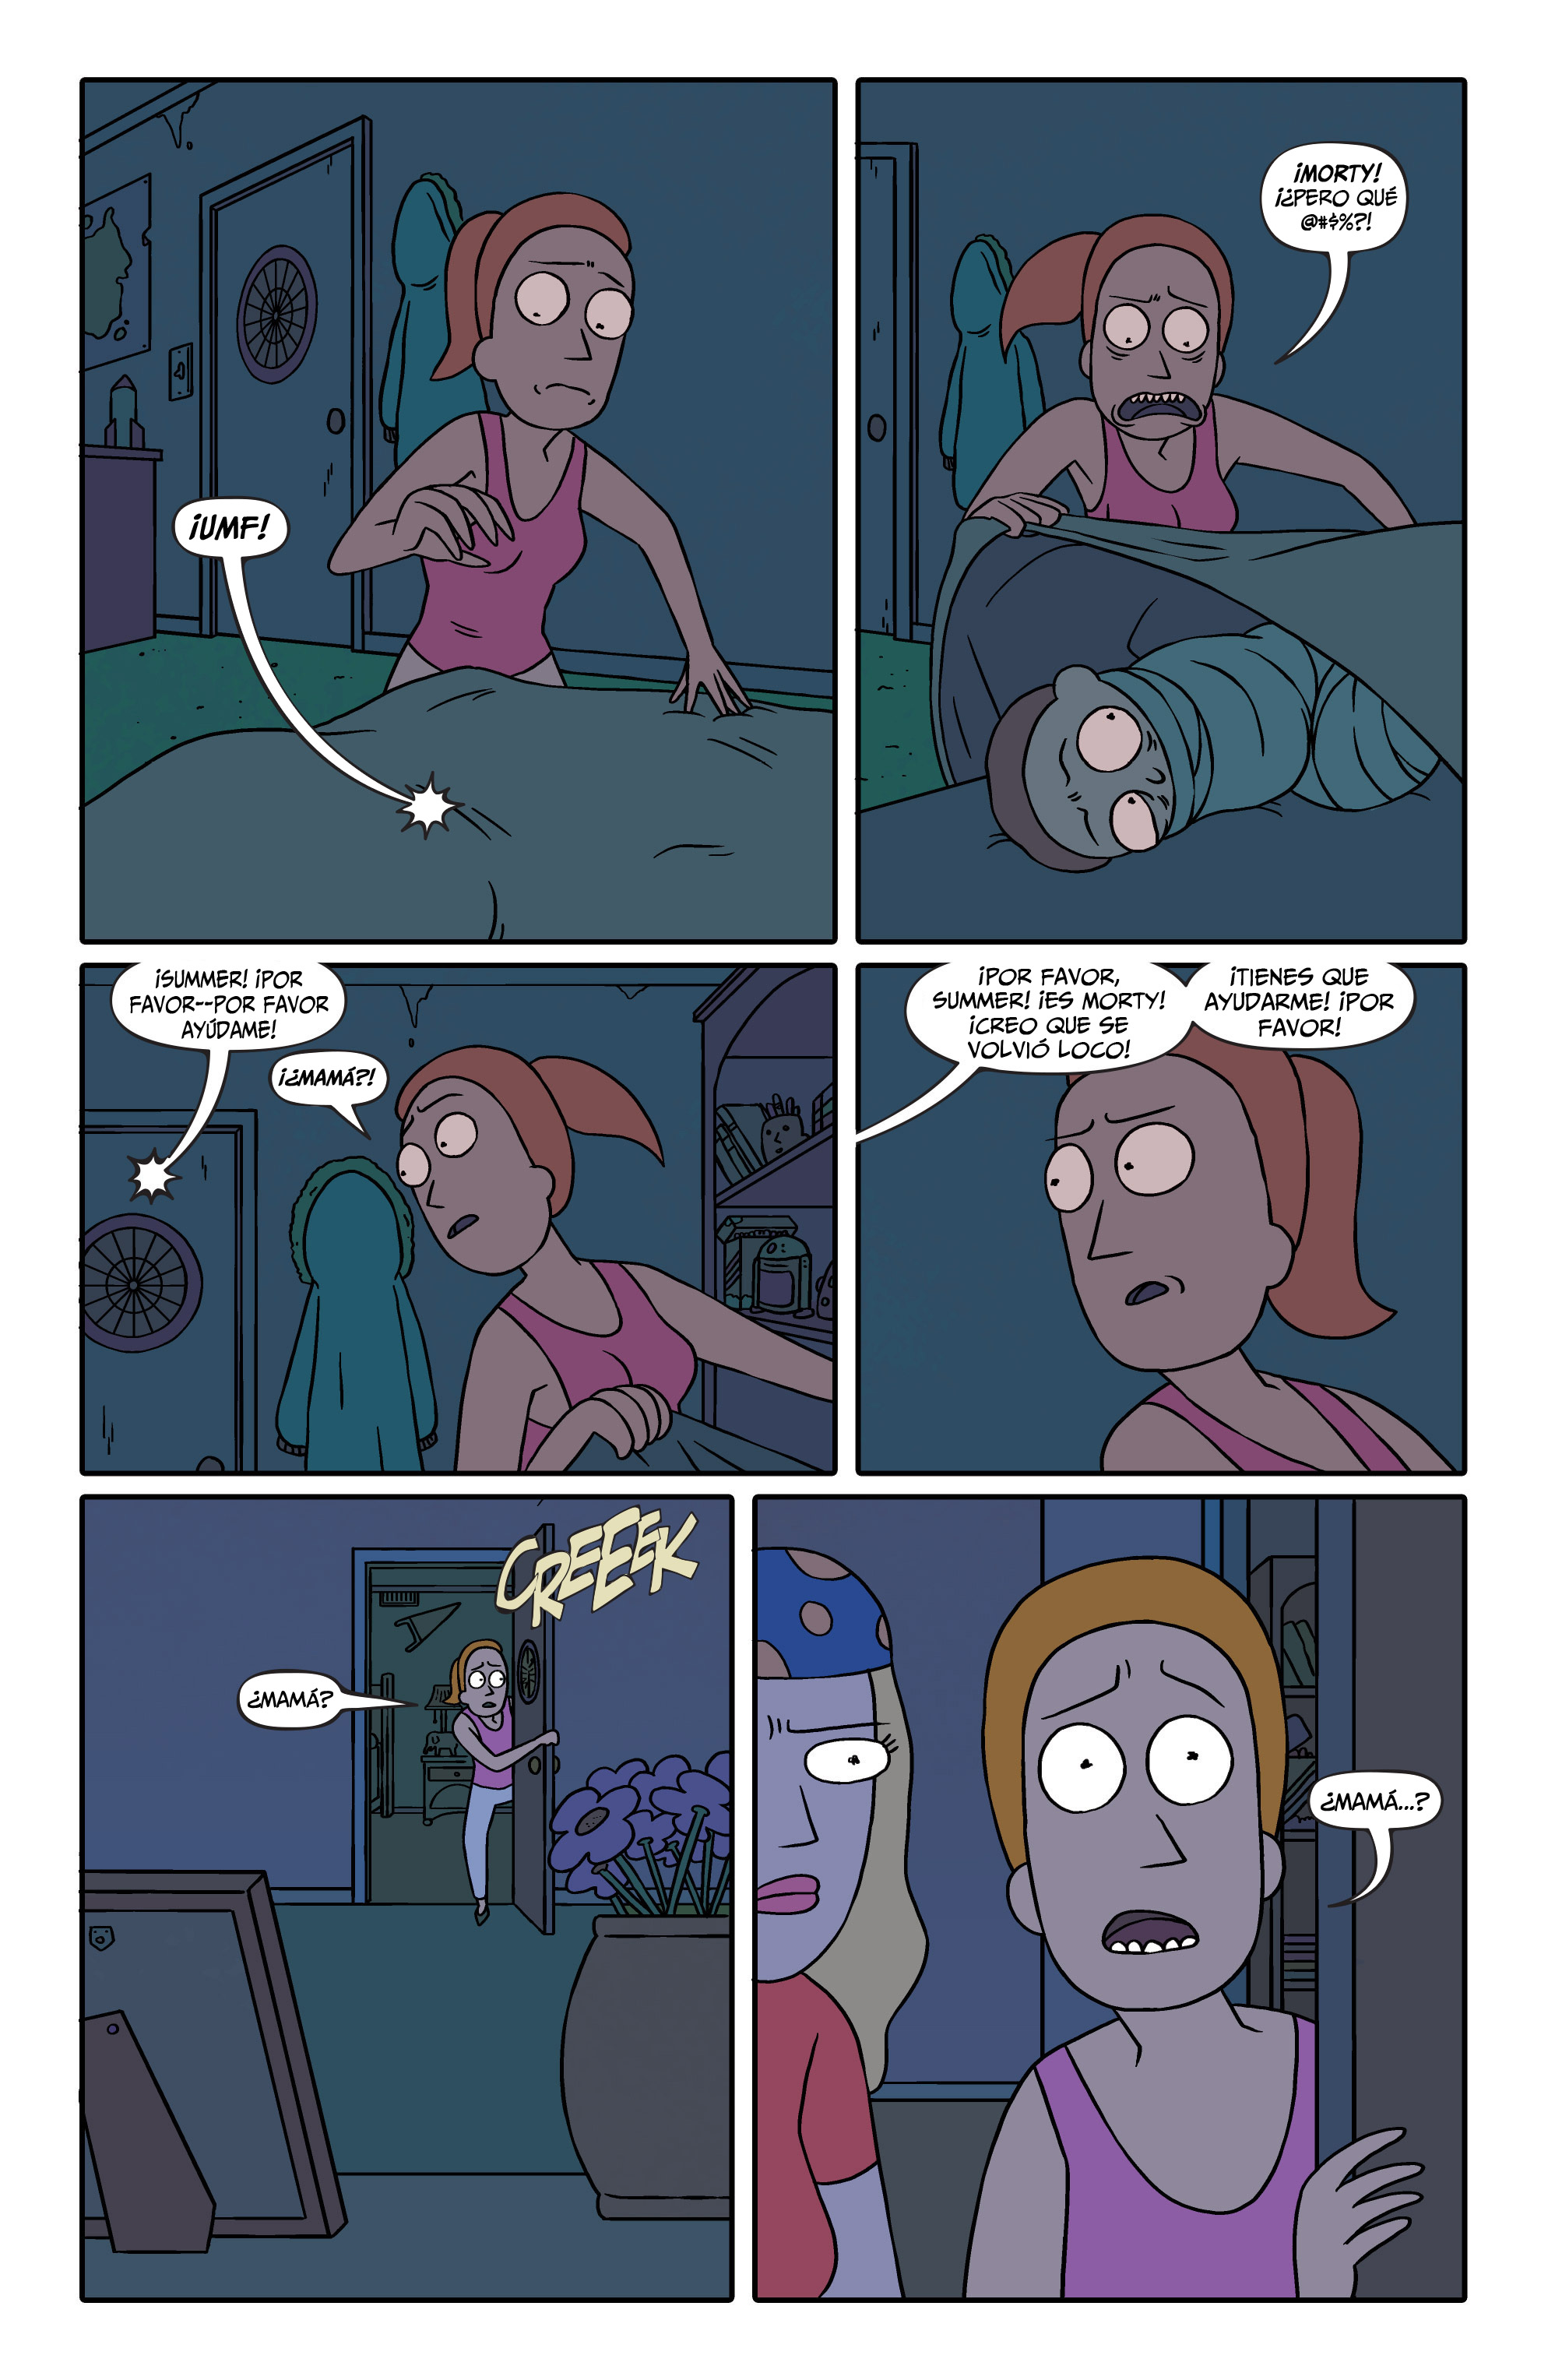 ¡UMF!
¡MORTY!
¡¿PERO QUÉ
@#$%?!
¡SUMMER! ¡POR
FAVOR--POR FAVOR
AYÚDAME!
¡¿MAMÁ?!
¡POR FAVOR,
SUMMER! ¡ES MORTY!
¡CREO QUE SE
VOLVIÓ LOCO!
¡TIENES QUE
AYUDARME! ¡POR
FAVOR!
CREEEEK
¿MAMÁ?
¿MAMÁ...?